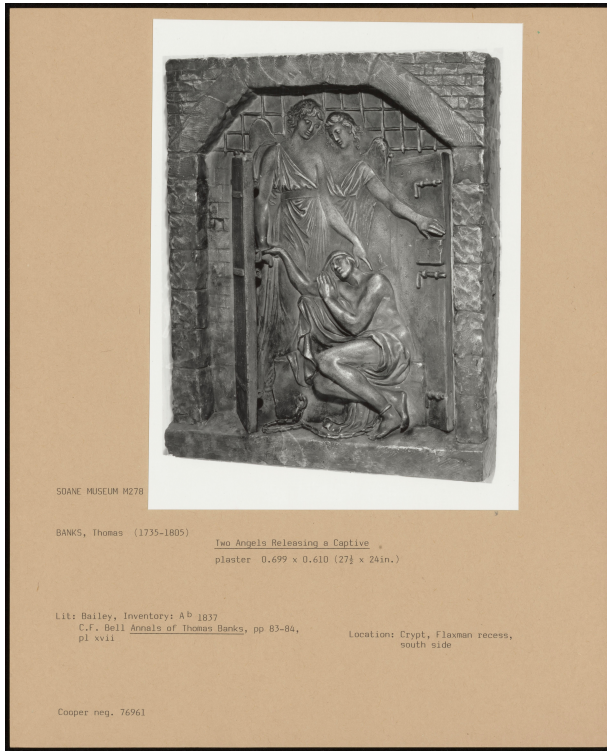 SOANE MUSEUM M278
BANKS, Thomas (1735-1805)
Two Angels Releasing a Captive
plaster 0.699 x 0.610 (27½ x 24in.)
Lit: Bailey, Inventory: Ab 1837
C.F. Bell Annals of Thomas Banks, pp 83-84,
pl xvii
Location: Crypt, Flaxman recess,
south side
Cooper neg. 76961